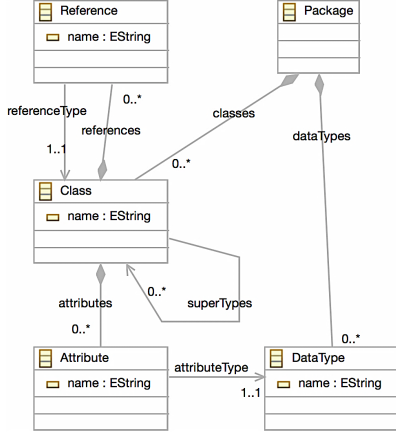 Reference
name : EString
Package
referenceType
0..*
references
classes
dataTypes
1..1
0..*
Class
name : EString
attributes
0..*
superTypes
0..*
0..*
Attribute
name : EString
attributeType
1..1
DataType
name : EString